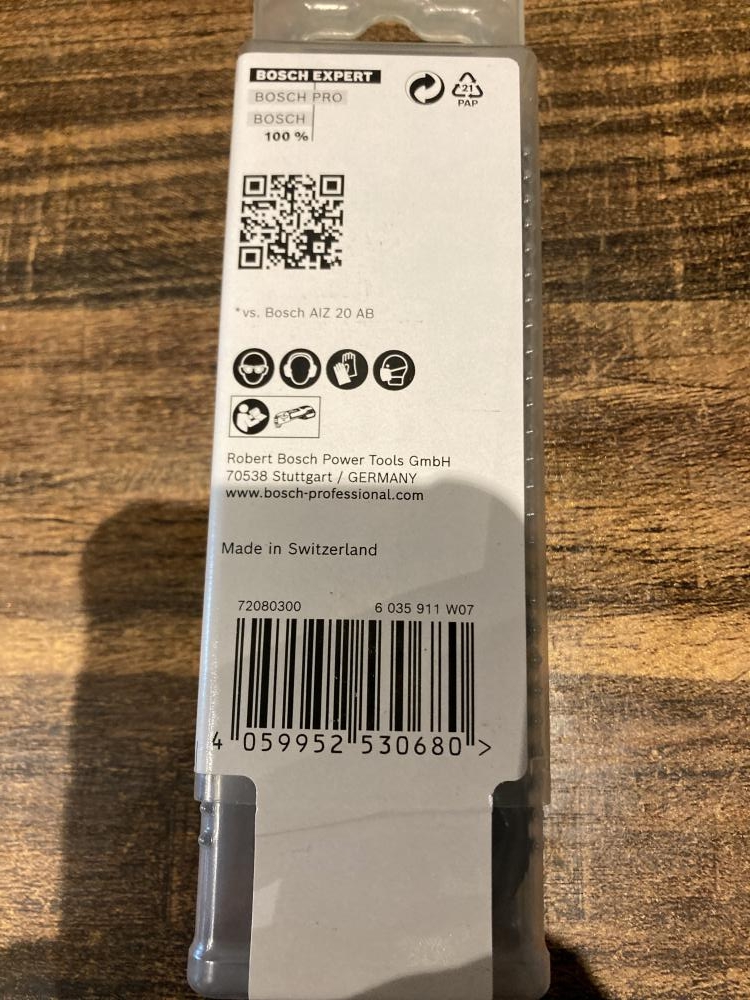 BOSCH EXPERT
BOSCH PRO
BOSCH
100 %
21
PAP
*vs. Bosch AIZ 20 AB
Robert Bosch Power Tools GmbH
70538 Stuttgart / GERMANY
www.bosch-professional.com
Made in Switzerland
72080300 6 035 911 W07
4 059952 530680 >